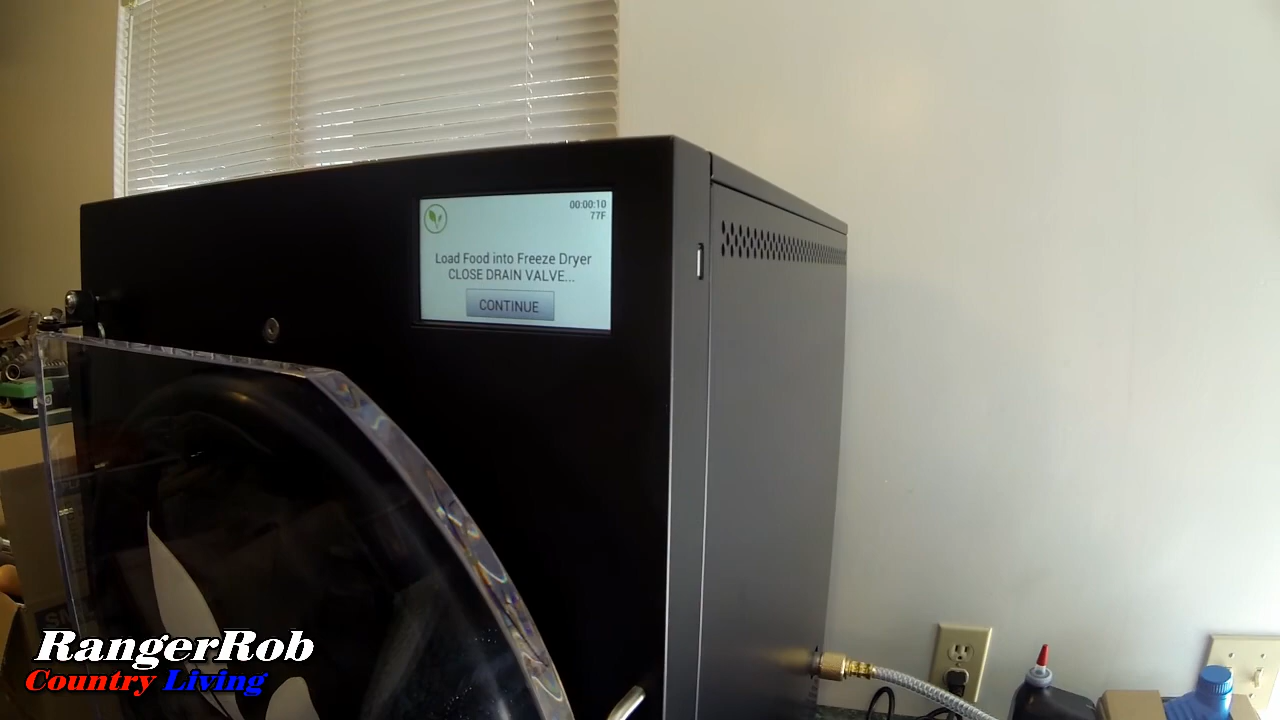 00:00:10
77F
Load Food into Freeze Dryer
CLOSE DRAIN VALVE...
CONTINUE
RangerRob
Country Living